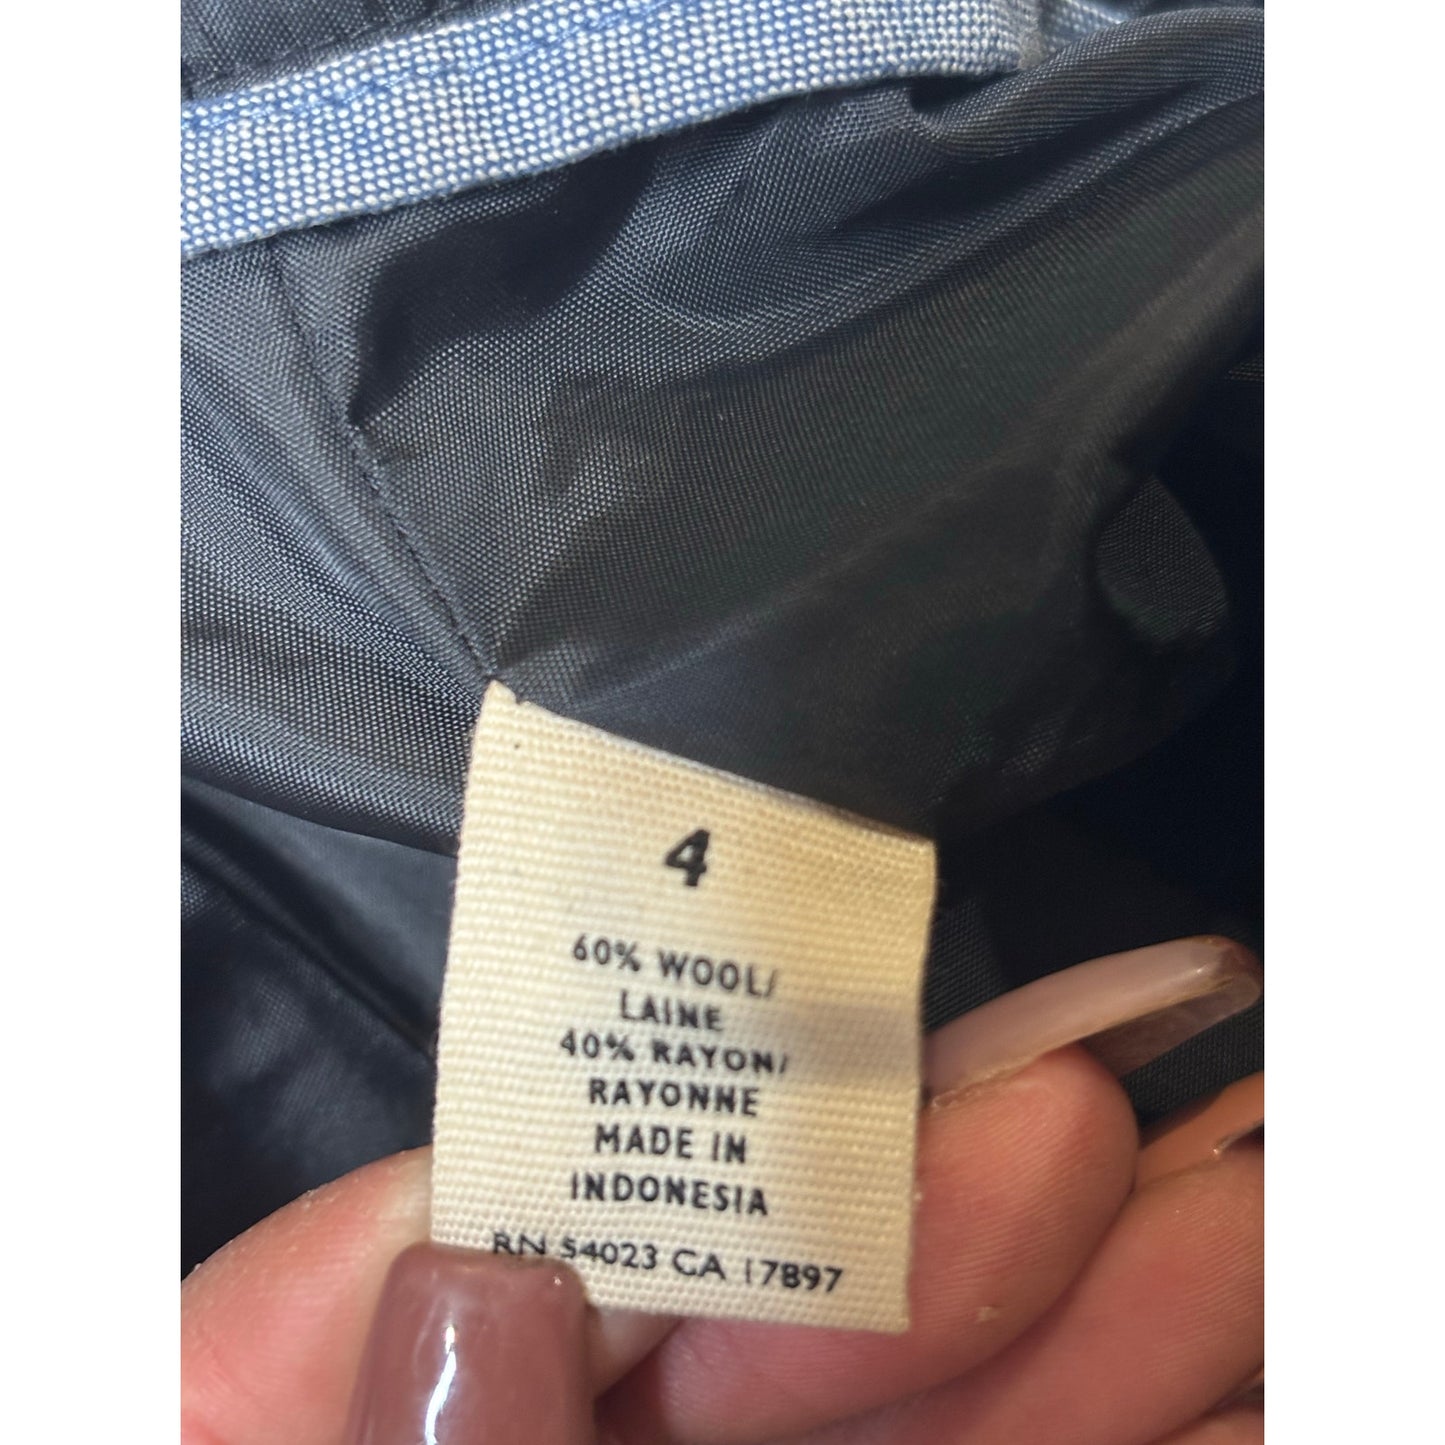 4
60% WOOL/
LAINE
40% RAYON/
RAYONNE
MADE IN
INDONESIA
RN 54023 CA 17897